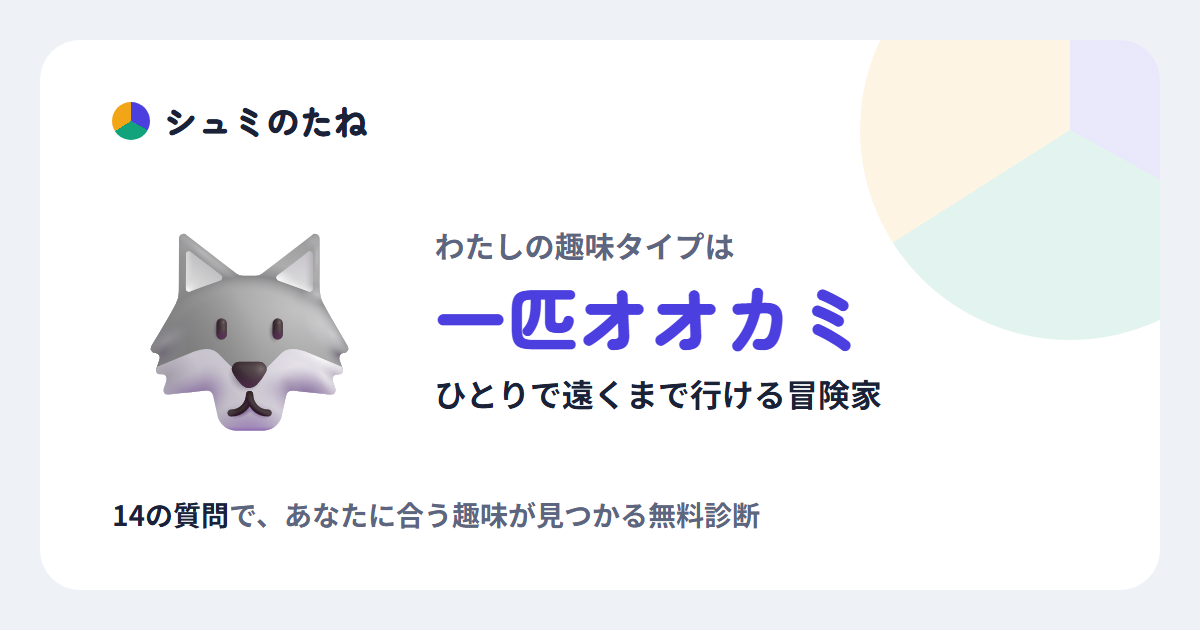 シュミのたね
わたしの趣味タイプは
一匹オオカミ
ひとりで遠くまで行ける冒険家
14の質問で、あなたに合う趣味が見つかる無料診断